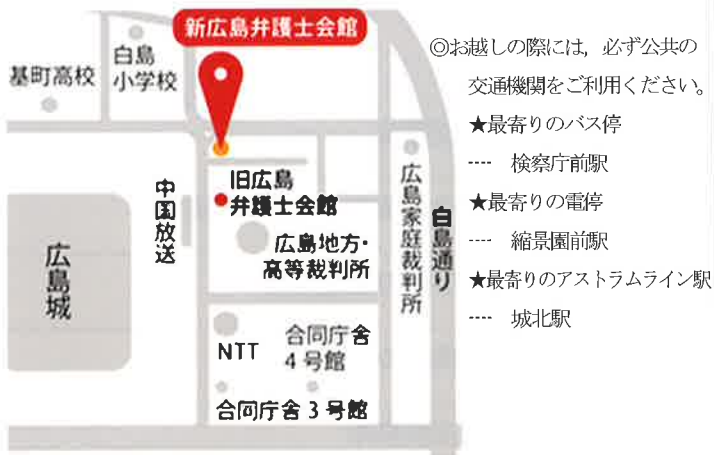 新広島弁護士会館
白島
小学校
基町高校
旧広島
弁護士会館
中国放送
広島地方・
高等裁判所
広島家庭裁判所
白島通り
広島城
NTT
合同庁舎
4号館
合同庁舎3号館
◎お越しの際には，必ず公共の
交通機関をご利用ください。
★最寄りのバス停
---- 検察庁前駅
★最寄りの電停
---- 縮景園前駅
★最寄りのアストラムライン駅
---- 城北駅